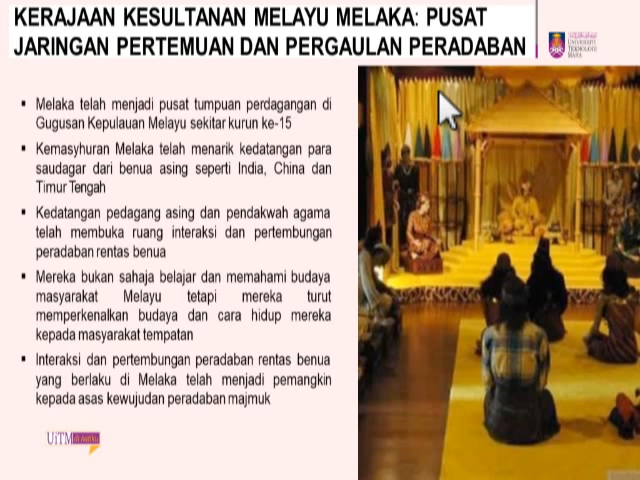 KERAJAAN KESULTANAN MELAYU MELAKA: PUSAT
JARINGAN PERTEMUAN DAN PERGAULAN PERADABAN
UNIVERSITI
TEKNOLOGI
MARA
▪ Melaka telah menjadi pusat tumpuan perdagangan di
Gugusan Kepulauan Melayu sekitar kurun ke-15
▪ Kemasyhuran Melaka telah menarik kedatangan para
saudagar dari benua asing seperti India, China dan
Timur Tengah
▪ Kedatangan pedagang asing dan pendakwah agama
telah membuka ruang interaksi dan pertembungan
peradaban rentas benua
▪ Mereka bukan sahaja belajar dan memahami budaya
masyarakat Melayu tetapi mereka turut
memperkenalkan budaya dan cara hidup mereka
kepada masyarakat tempatan
▪ Interaksi dan pertembungan peradaban rentas benua
yang berlaku di Melaka telah menjadi pemangkin
kepada asas kewujudan peradaban majmuk
UiTM di hatiku